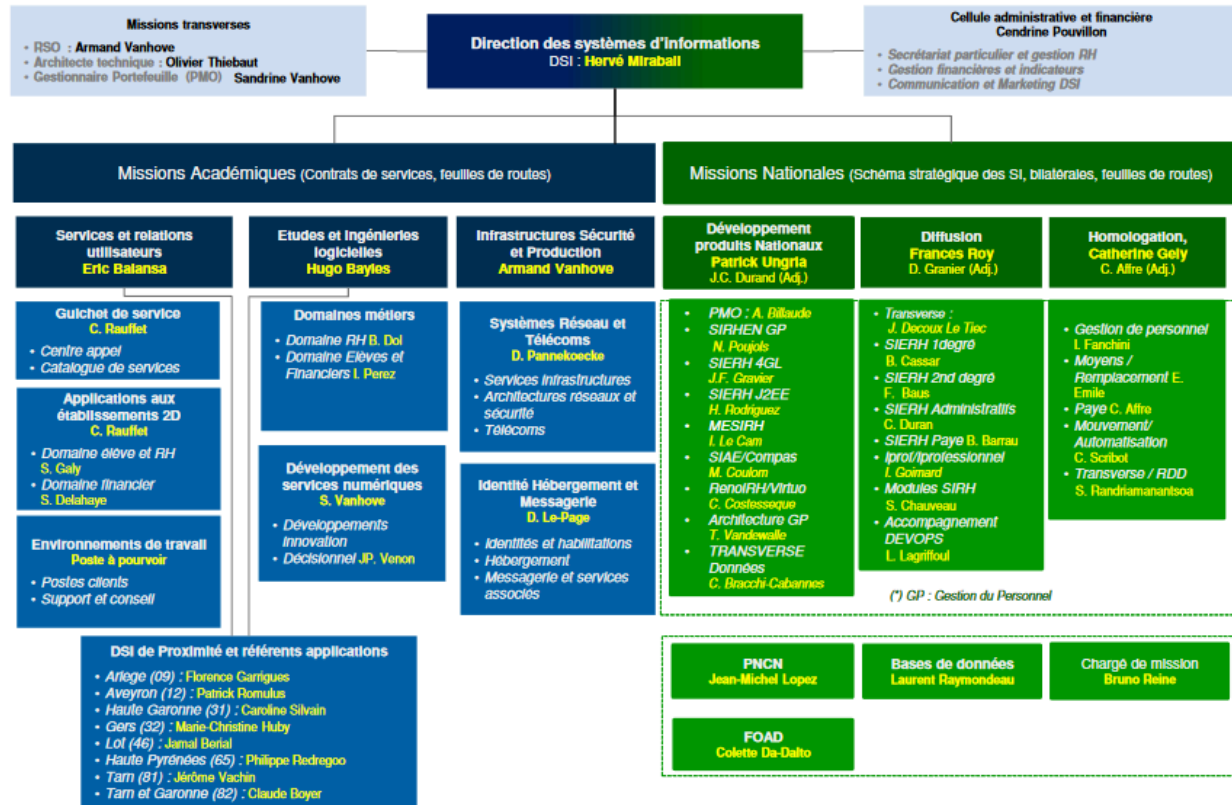 Missions transverses
• RSO : Armand Vanhove
• Architecte technique : Olivier Thiebaut
• Gestionnaire Portefeuille (PMO) Sandrine Vanhove
Direction des systèmes d'informations
DSI : Hervé Miraball
Cellule administrative et financière
Cendrine Pouvillon
• Secrétariat particulier et gestion RH
• Gestion financières et indicateurs
• Communication et Marketing DSI
Missions Académiques (Contrats de services, feuilles de routes)
Missions Nationales (Schéma stratégique des SI, bilatérales, feuilles de routes)
Services et relations
utilisateurs
Eric Balansa
Guichet de service
C. Rauffet
• Centre appel
• Catalogue de services
Applications aux
établissements 2D
C. Rauffet
• Domaine élève et RH
S. Galy
• Domaine financier
S. Delahaye
Environnements de travail
Poste à pourvoir
• Postes clients
• Support et conseil
Etudes et ingénieries
logicielles
Hugo Bayles
Domaines métiers
• Domaine RH B. Dol
• Domaine Elèves et
Financiers I. Perez
Développement des
services numériques
S. Vanhove
• Développements
innovation
• Décisionnel JP. Venon
Infrastructures Sécurité
et Production
Armand Vanhove
Systèmes Réseau et
Télécoms
D. Pannekoecke
• Services infrastructures
• Architectures réseaux et
sécurité
• Télécoms
Identité Hébergement et
Messagerie
D. Le-Page
• Identités et habilitations
• Hébergement
• Messagerie et services
associés
DSI de Proximité et référents applications
• Ariege (09) : Florence Garrigues
• Aveyron (12) : Patrick Romulus
• Haute Garonne (31) : Caroline Silvain
• Gers (32) : Marie-Christine Huby
• Lot (46) : Jamal Berial
• Haute Pyrénées (65) : Philippe Redregoo
• Tarn (81) : Jérôme Vachin
• Tarn et Garonne (82) : Claude Boyer
Développement
produits Nationaux
Patrick Ungria
J.C. Durand (Adj.)
• PMO : A. Billaude
• SIRHEN GP
N. Poujols
• SIERH 4GL
J.F. Gravier
• SIERH J2EE
H. Rodriguez
• MESIRH
I. Le Cam
• SIAE/Compas
M. Coulom
• RenoiRH/Virtuo
C. Costesseque
• Architecture GP
T. Vandewalle
• TRANSVERSE
Données
C. Bracchi-Cabannes
Diffusion
Frances Roy
D. Granier (Adj.)
• Transverse :
J. Decoux Le Tiec
• SIERH 1degré
B. Cassar
• SIERH 2nd degré
F. Baus
• SIERH Administratifs
C. Duran
• SIERH Paye B. Barrau
• Iprof/Iprofessionnel
I. Goimard
• Modules SIRH
S. Chauveau
• Accompagnement
DEVOPS
L. Lagriffoul
Homologation,
Catherine Gely
C. Affre (Adj.)
• Gestion de personnel
I. Fanchini
• Moyens /
Remplacement E.
Emile
• Paye C. Affre
• Mouvement/
Automatisation
C. Scribot
• Transverse / RDD
S. Randriamanantsoa
(*) GP : Gestion du Personnel
PNCN
Jean-Michel Lopez
Bases de données
Laurent Raymondeau
Chargé de mission
Bruno Reine
FOAD
Colette Da-Dalto